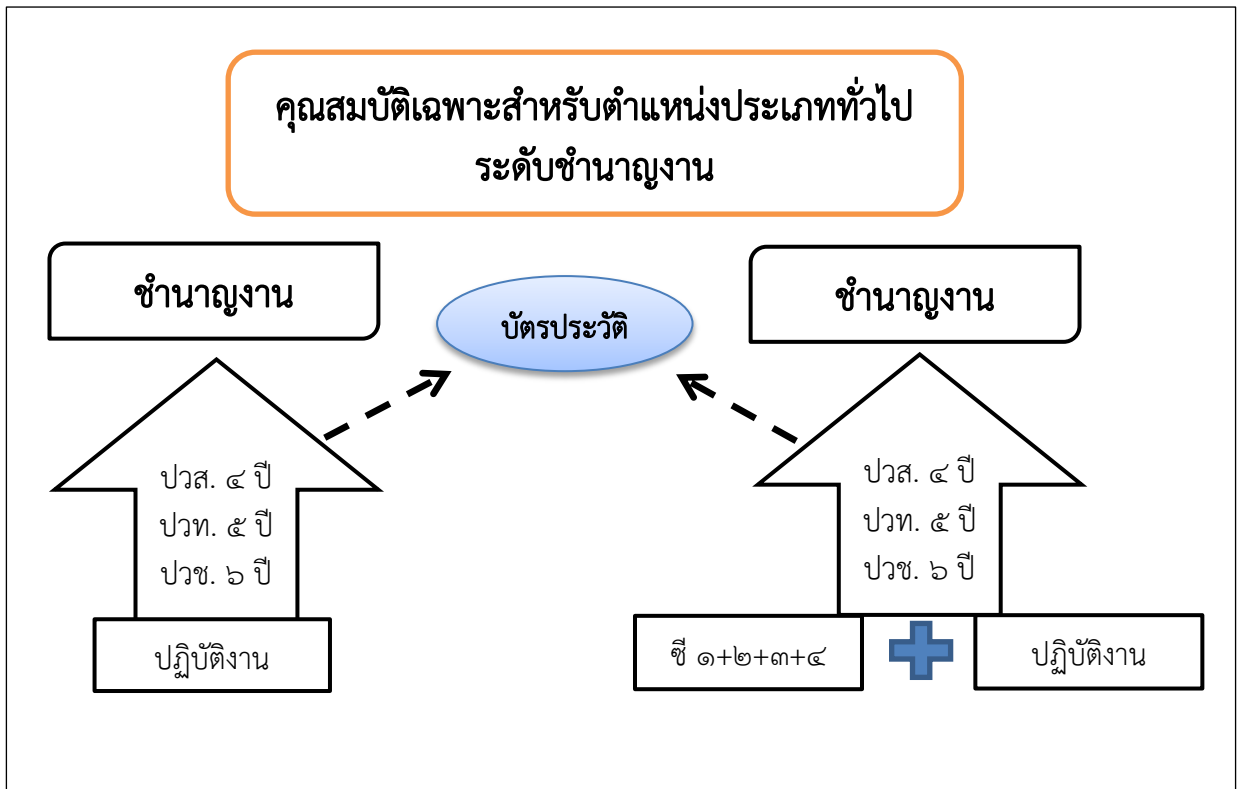 คุณสมบัติเฉพาะสำหรับตำแหน่งประเภททั่วไป
ระดับชำนาญงาน
ชำนาญงาน
บัตรประวัติ
ชำนาญงาน
ปวส. ๔ ปี
ปวท. ๕ ปี
ปวช. ๖ ปี
ปฏิบัติงาน
ปวส. ๔ ปี
ปวท. ๕ ปี
ปวช. ๖ ปี
ซี ๑+๒+๓+๔
ปฏิบัติงาน